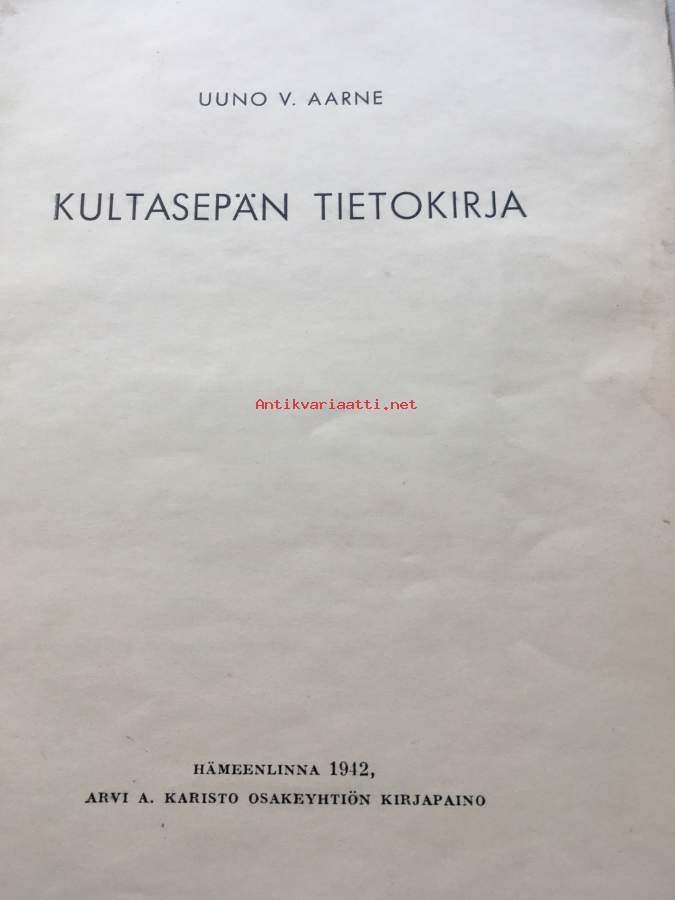 UUNO V. AARNE
KULTASEPÄN TIETOKIRJA
Antikvariaatti.net
HÄMEENLINNA 1942,
ARVI A. KARISTO OSAKEYHTIÖN KIRJAPAINO